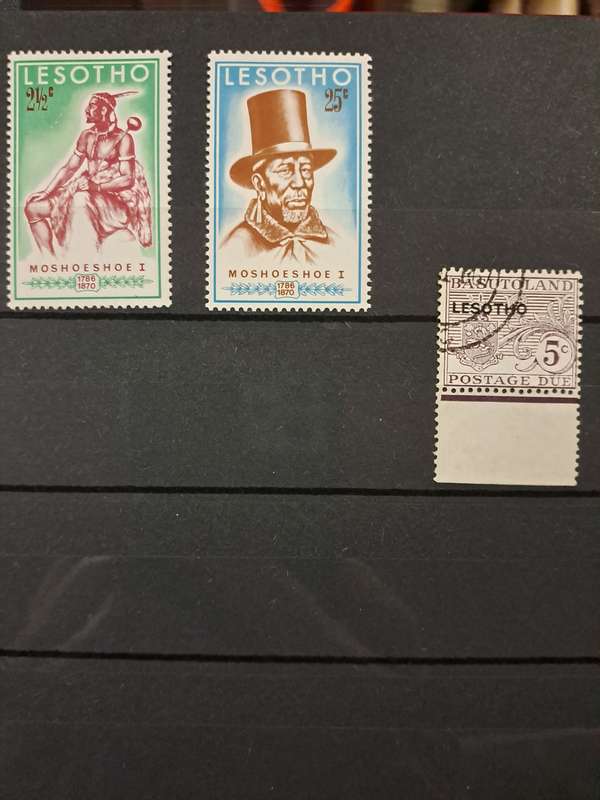 LESOTHO
2½c
MOSHOESHOE I
1786
1870
LESOTHO
25c
MOSHOESHOE I
1786
1870
BASUTOLAND
LESOTHO
5c
POSTAGE DUE